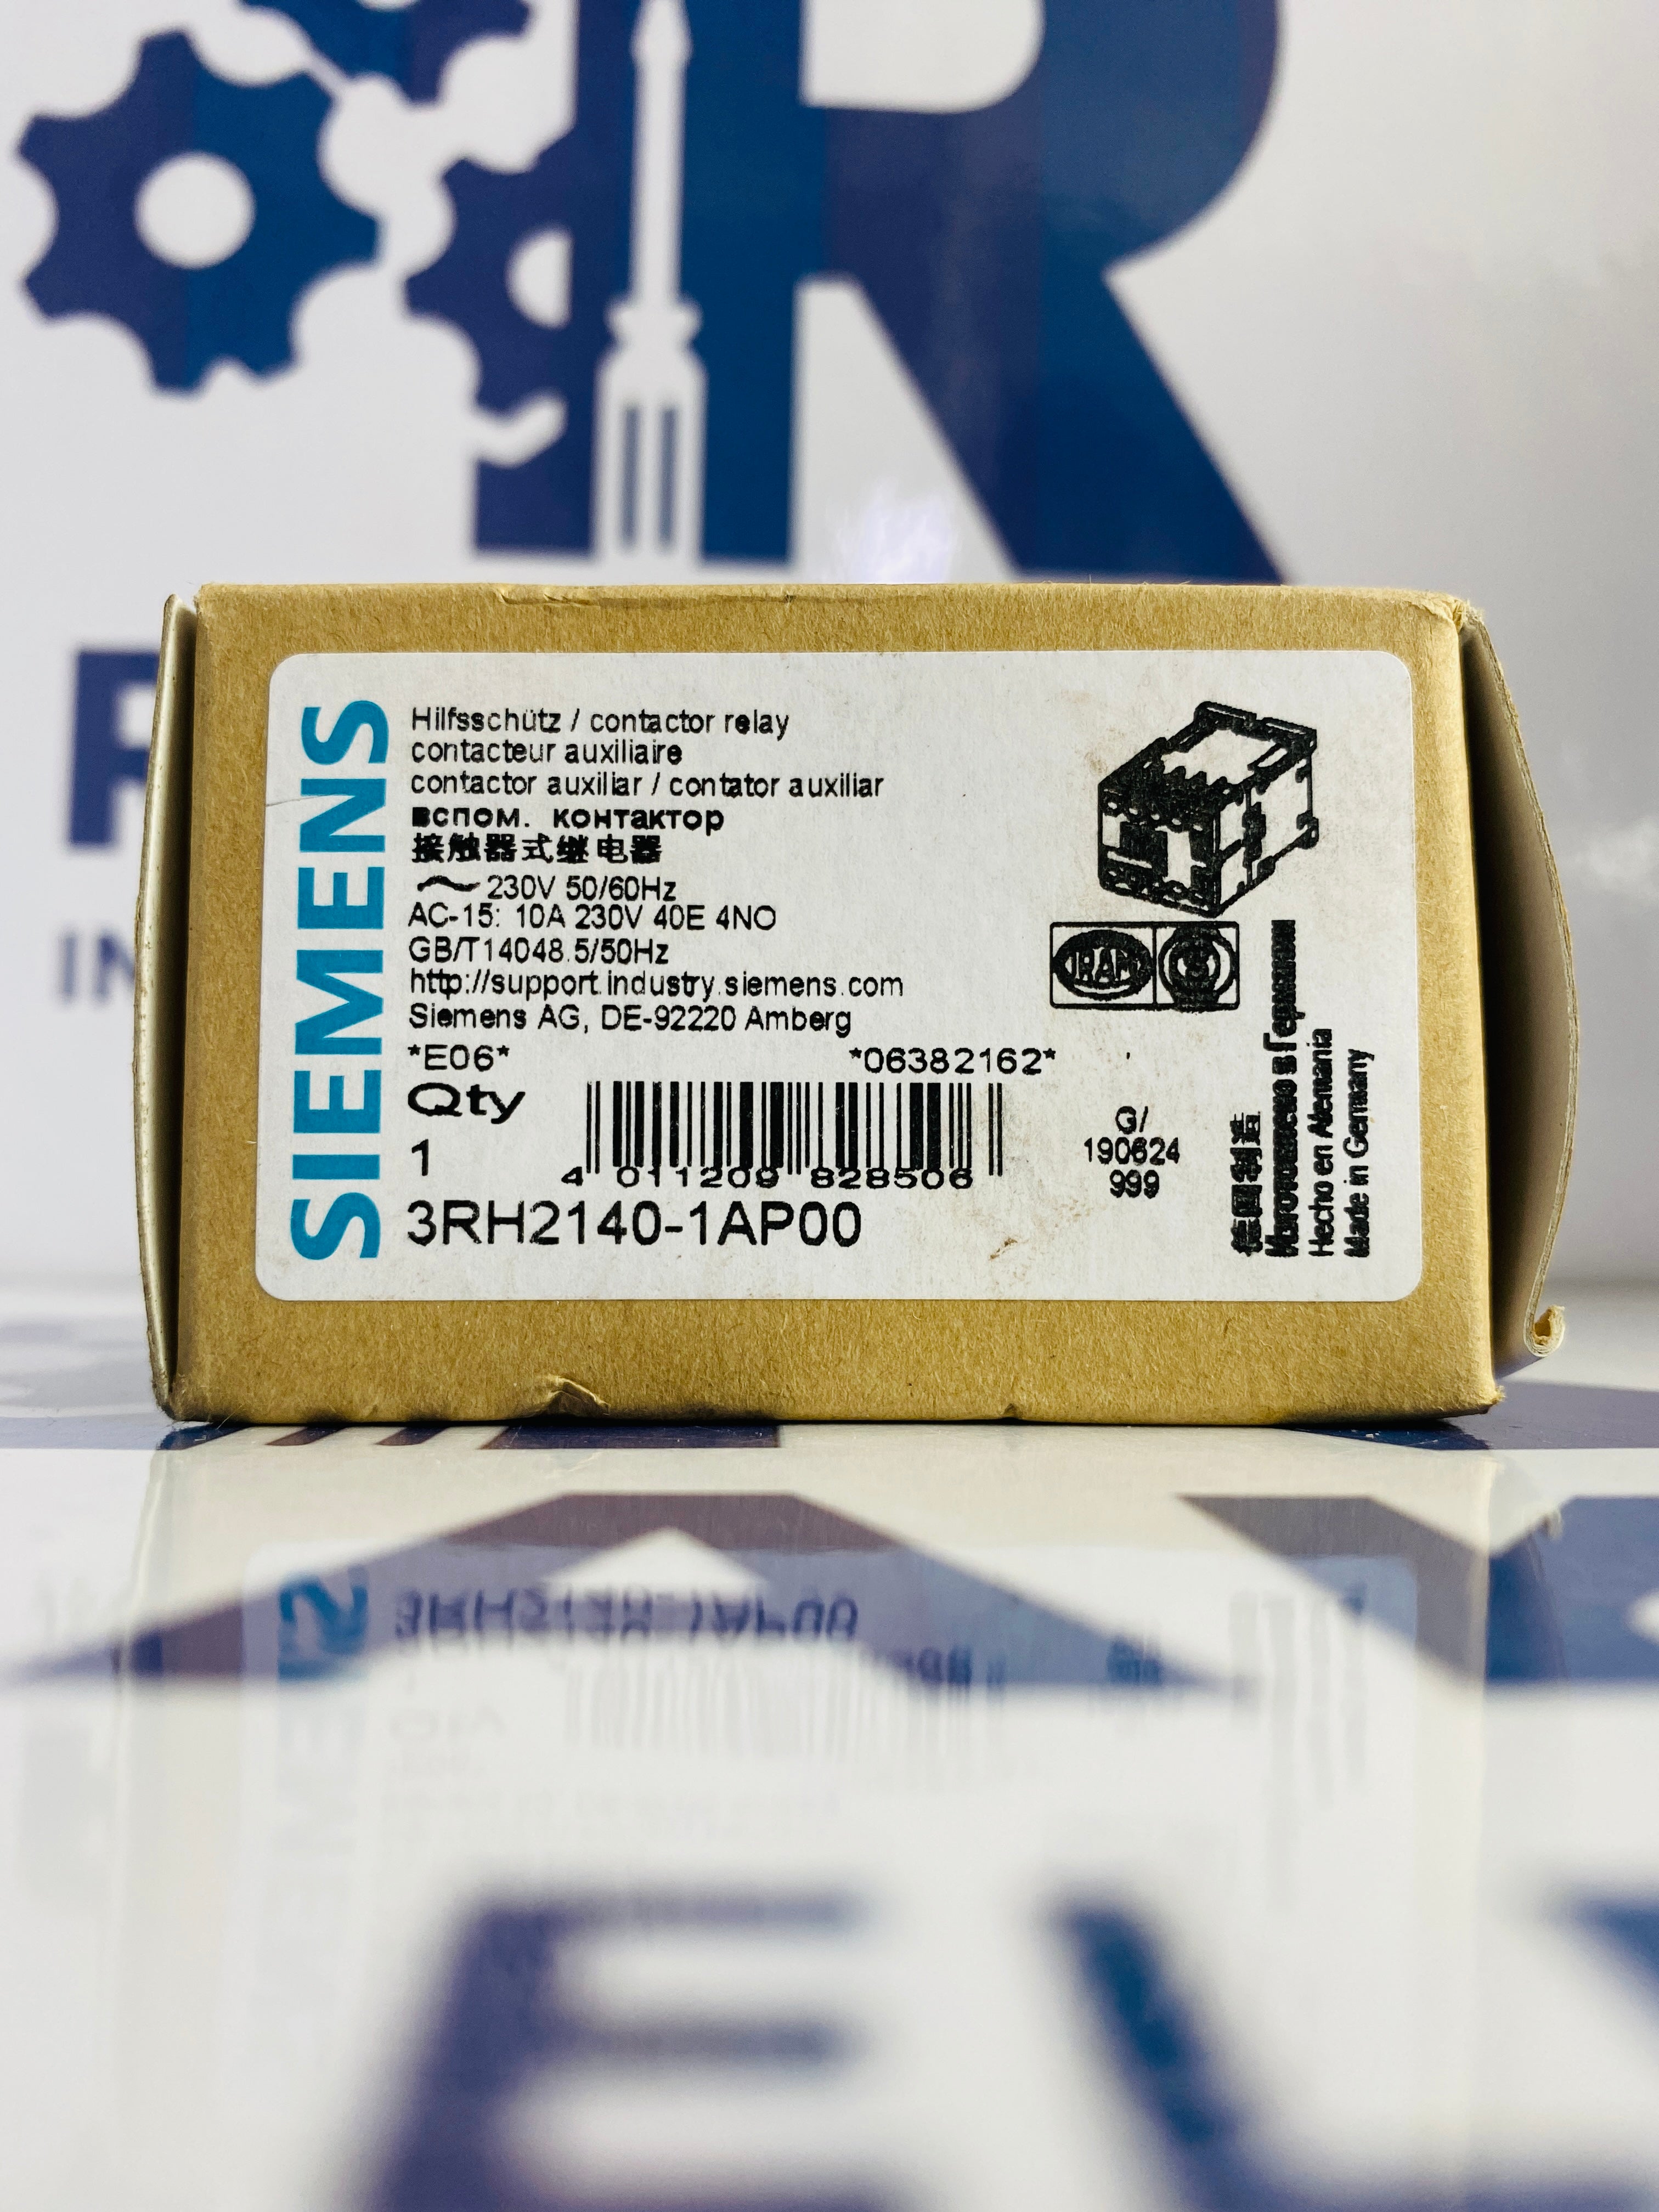 SIEMENS
Hilfsschütz / contactor relay
contacteur auxiliaire
contactor auxiliar / contator auxiliar
вспом. контактор
接触器式继电器
~ 230V 50/60Hz
AC-15: 10A 230V 40E 4NO
GB/T14048.5/50Hz
http://support.industry.siemens.com
Siemens AG, DE-92220 Amberg
*E06* *06382162*
Qty
1
4 011209 828506
3RH2140-1AP00
IRAM
S
G/
190624
999
德国制造
Изготовлено в Германии
Hecho en Alemania
Made in Germany
R